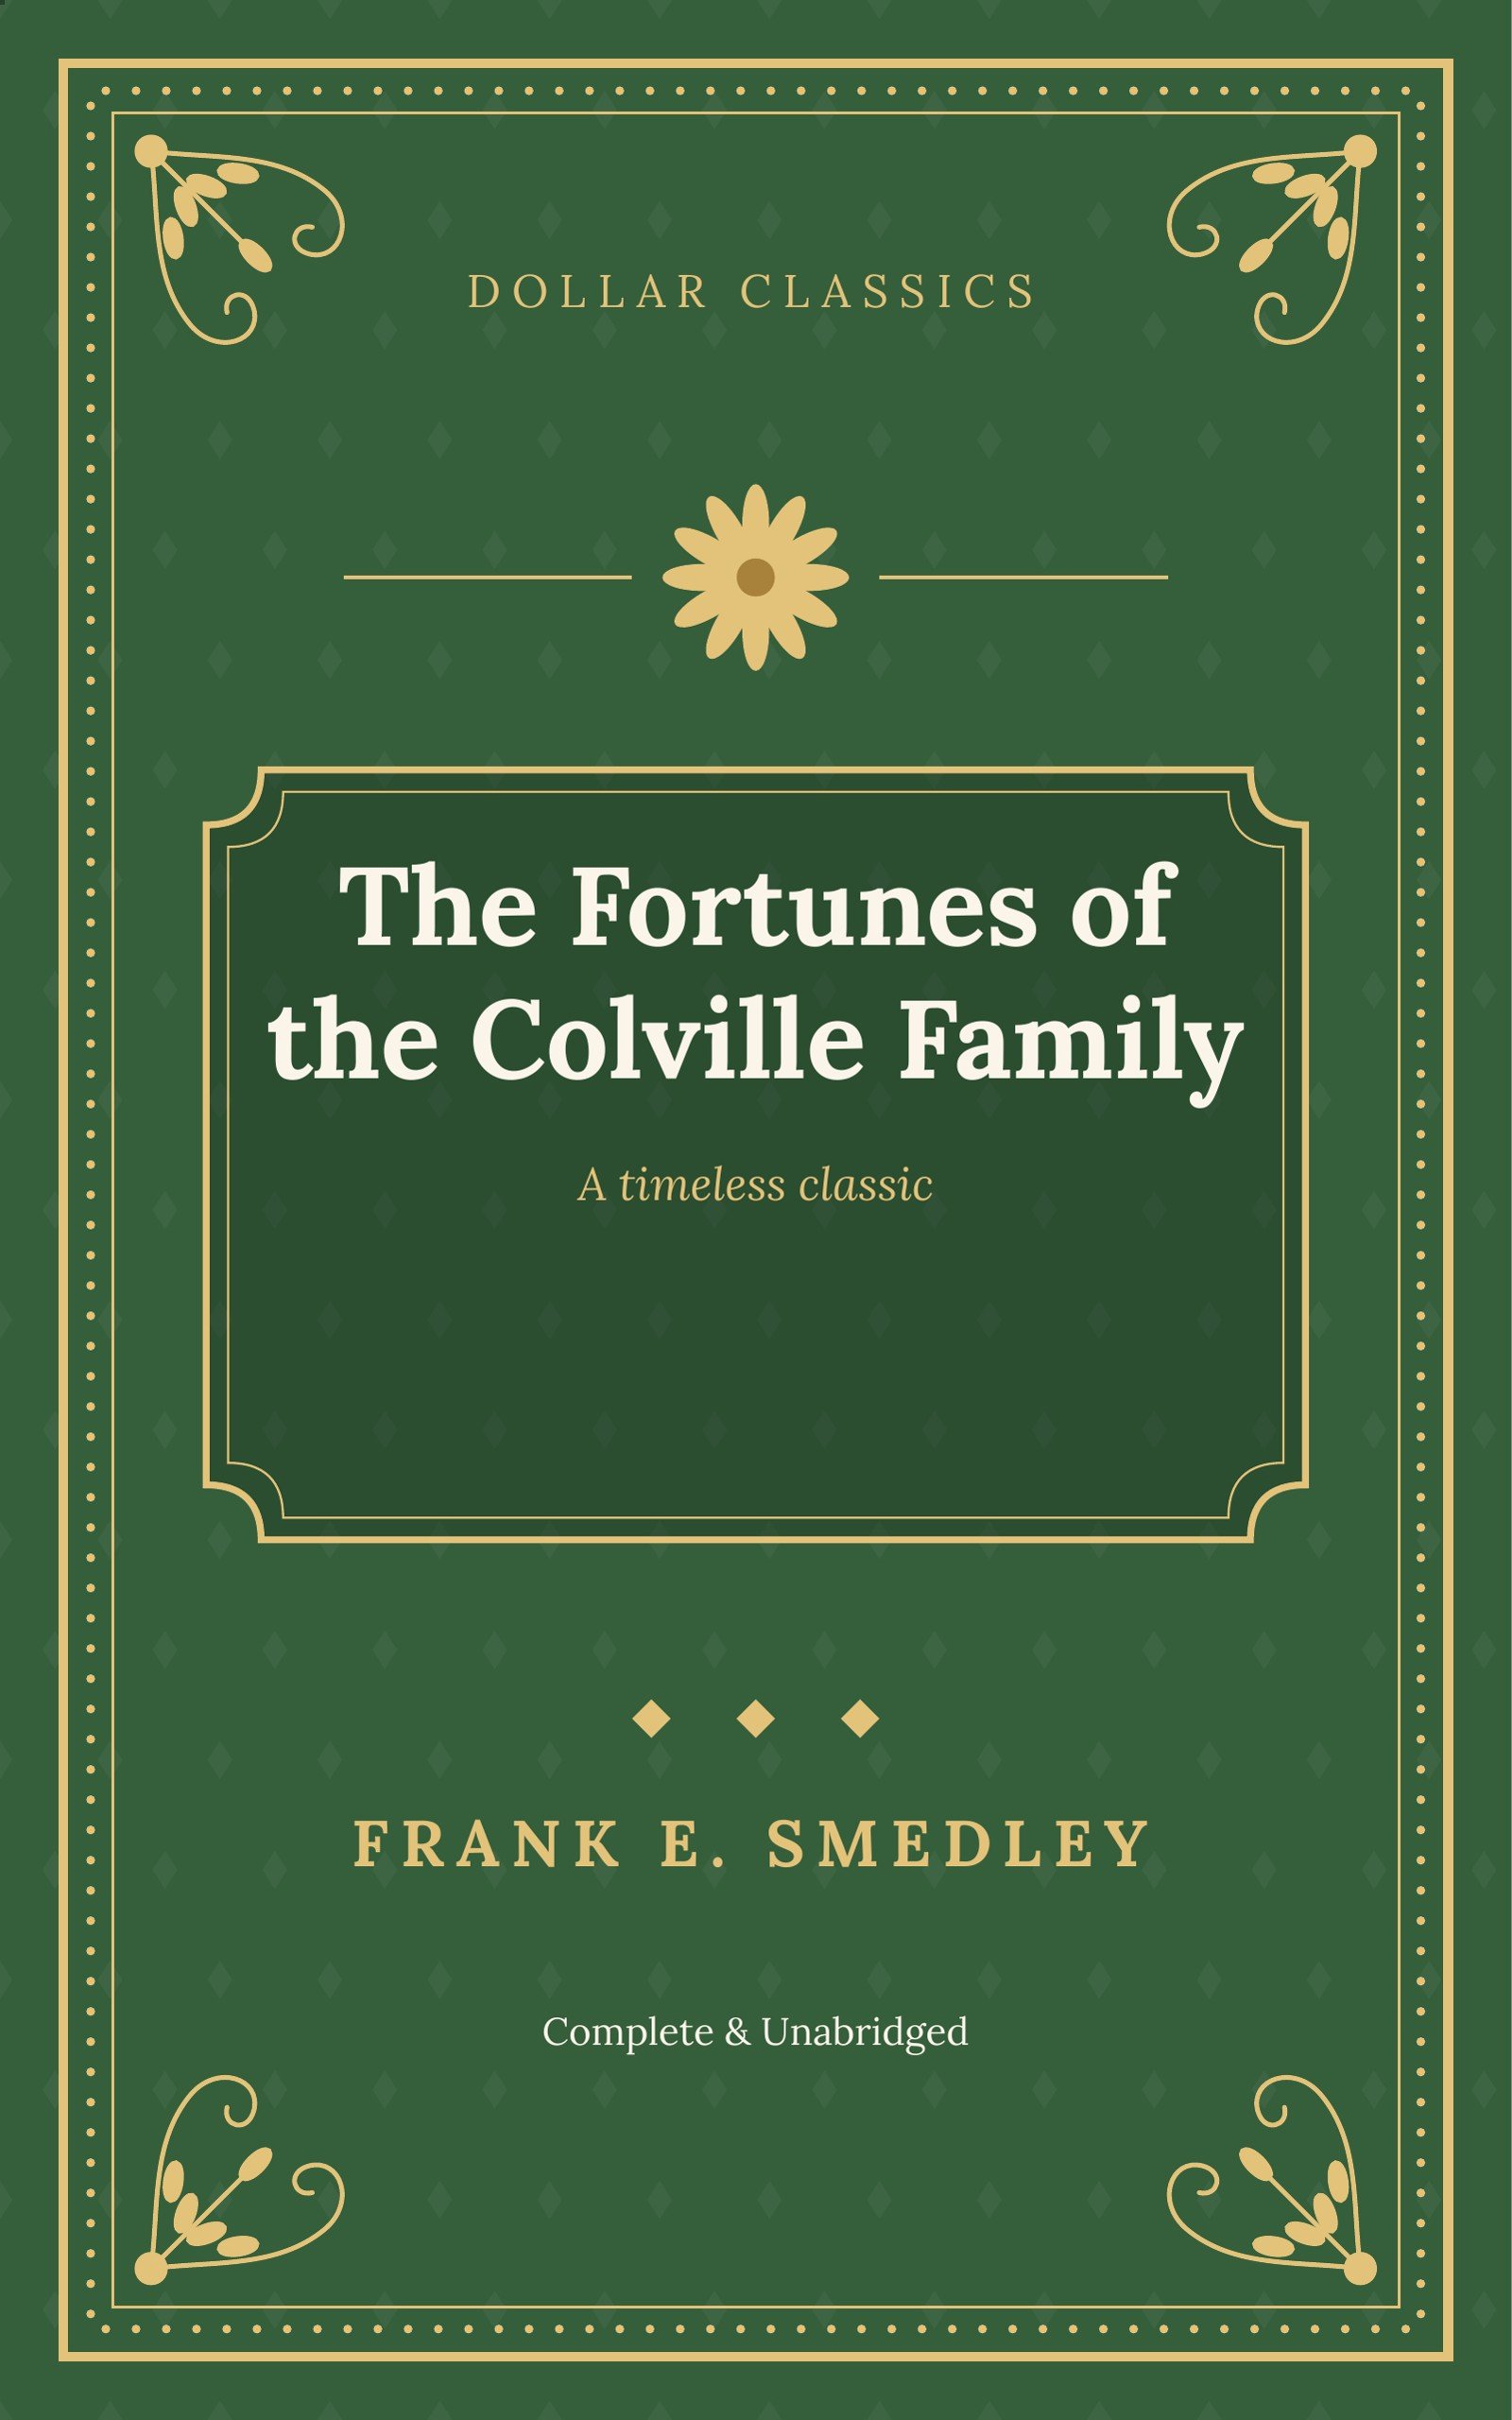 DOLLAR CLASSICS
The Fortunes of
the Colville Family
A timeless classic
FRANK E. SMEDLEY
Complete & Unabridged